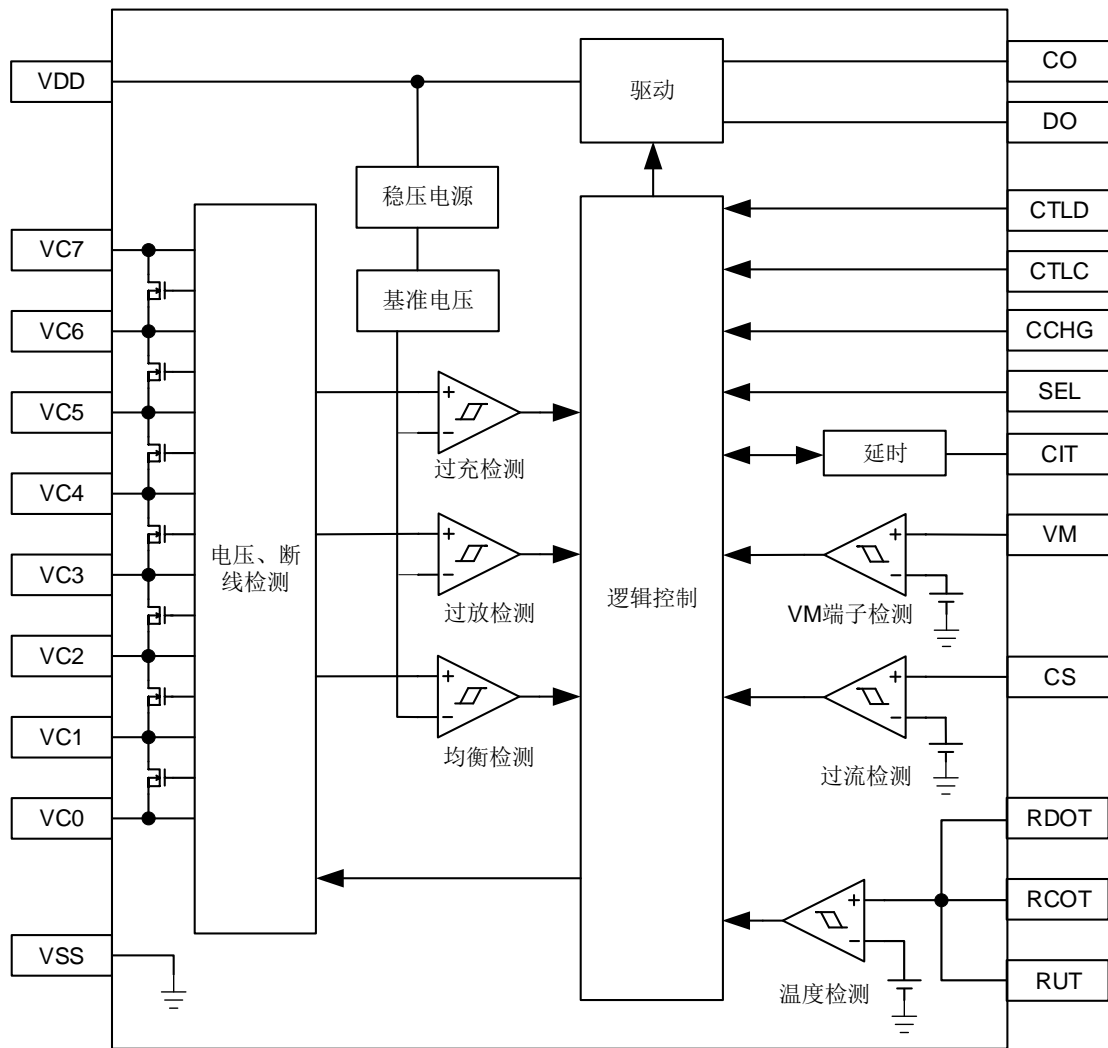 VDD
驱动
CO
DO
稳压电源
CTLD
VC7
CTLC
基准电压
VC6
CCHG
VC5
SEL
+
−
过充检测
延时
CIT
VC4
电压、断
线检测
+
−
过放检测
逻辑控制
+
−
VM
VM端子检测
VC3
VC2
+
−
均衡检测
+
−
CS
过流检测
VC1
VC0
RDOT
+
−
RCOT
温度检测
RUT
VSS